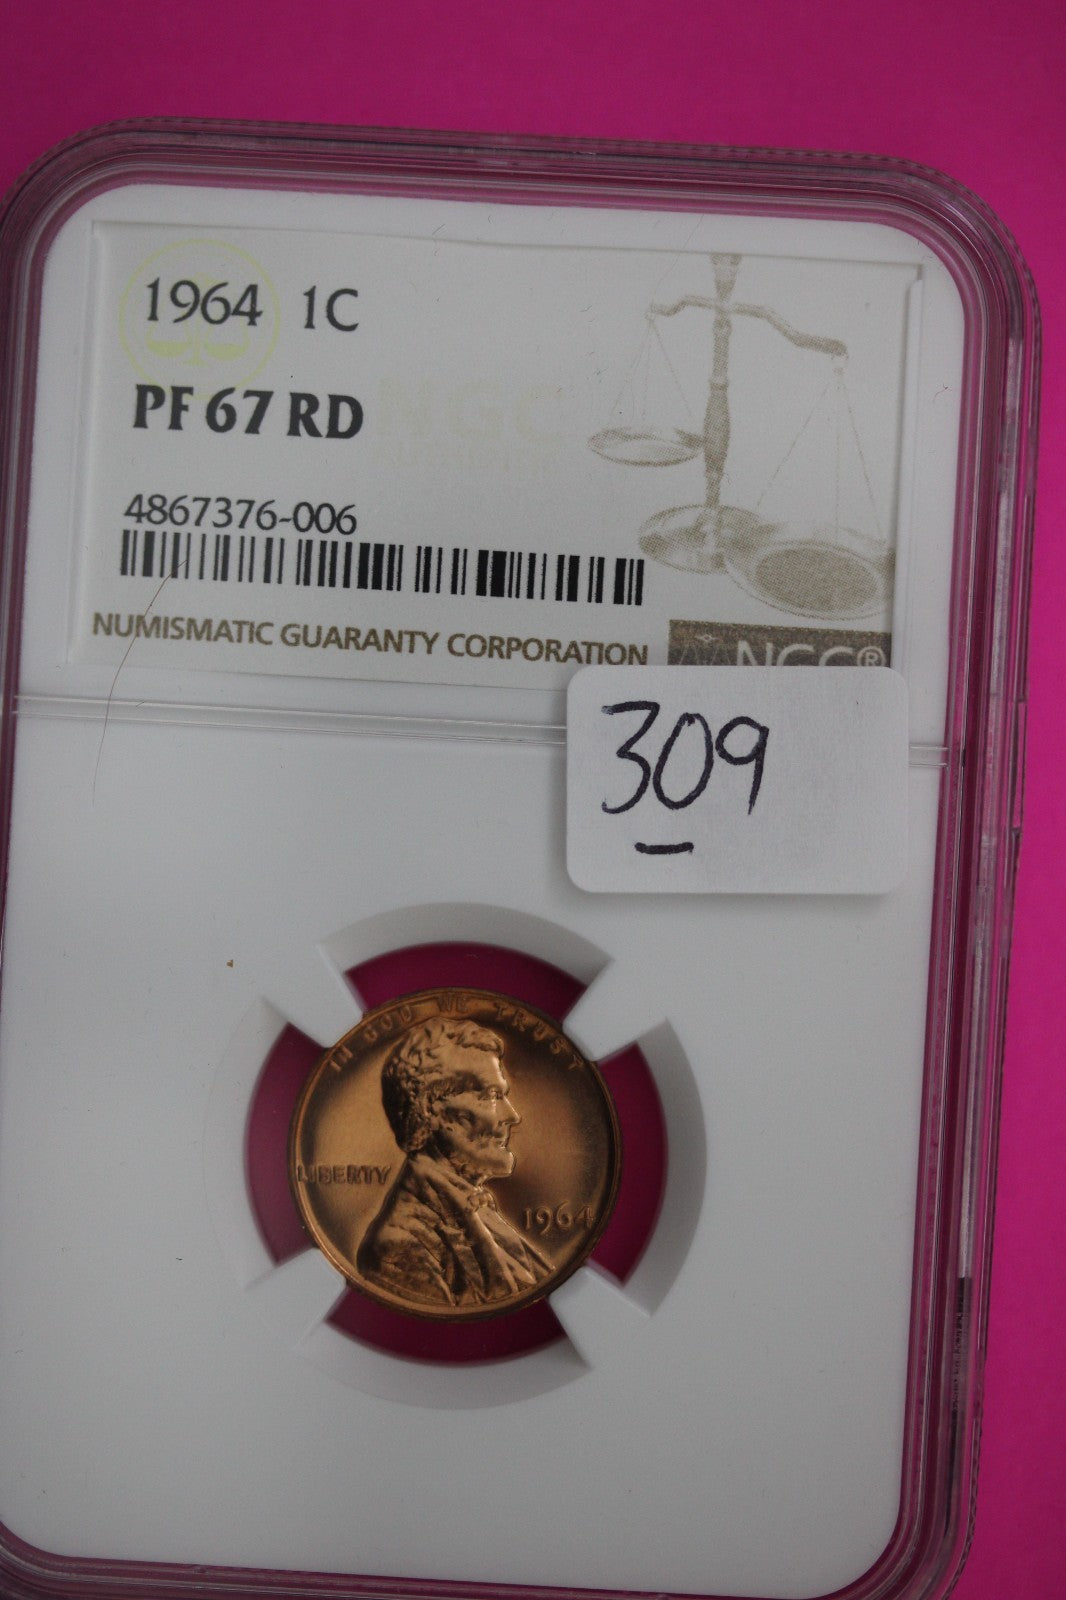 1964 1C
PF 67 RD
4867376-006
NUMISMATIC GUARANTY CORPORATION
NGC®
309
IN GOD WE TRUST
LIBERTY
1964